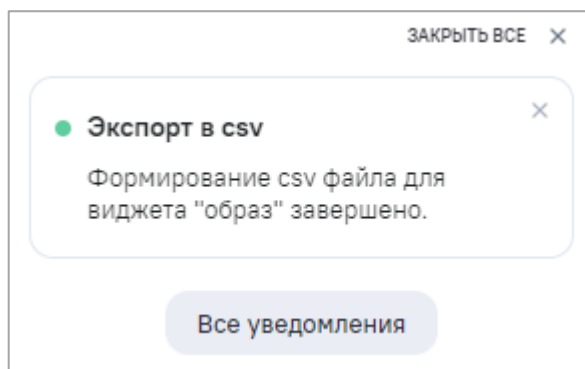 ЗАКРЫТЬ ВСЕ
Экспорт в csv
Формирование csv файла для
виджета "образ" завершено.
Все уведомления